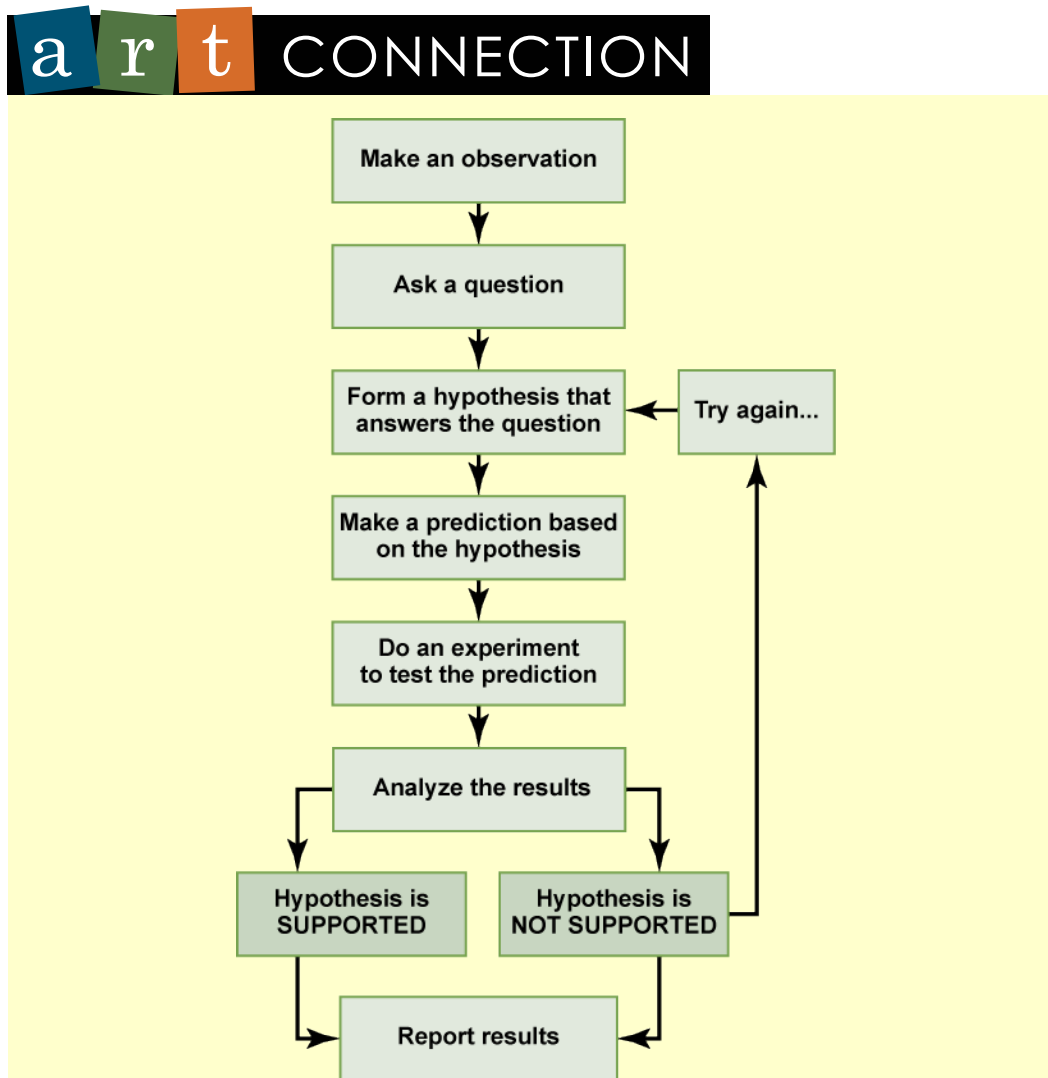 art CONNECTION
Make an observation
Ask a question
Form a hypothesis that
answers the question
Try again...
Make a prediction based
on the hypothesis
Do an experiment
to test the prediction
Analyze the results
Hypothesis is
SUPPORTED
Hypothesis is
NOT SUPPORTED
Report results